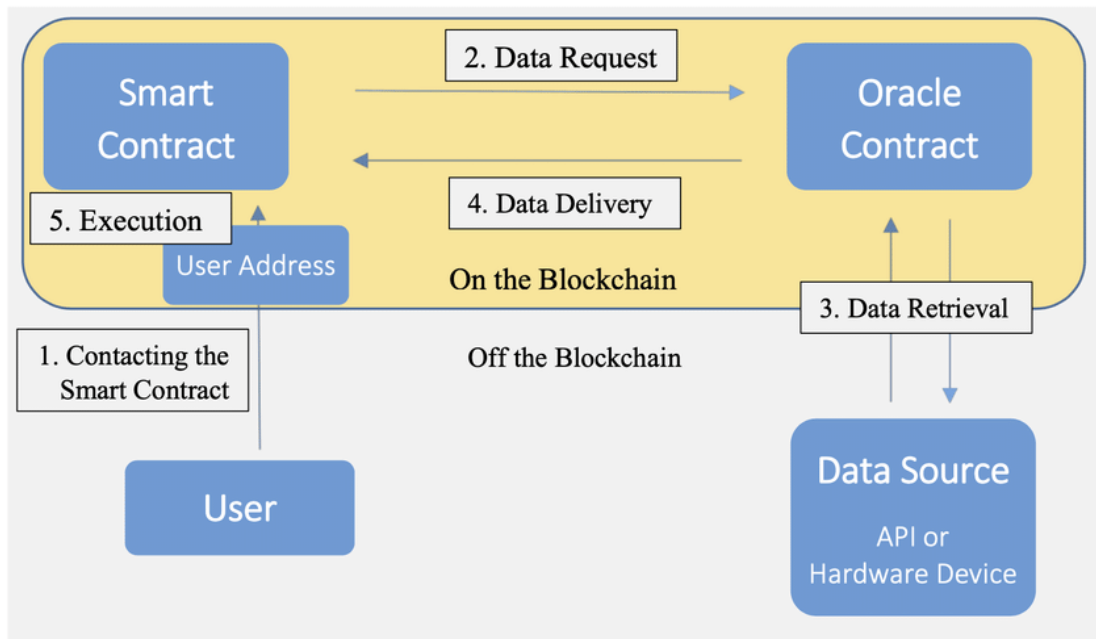 Smart
Contract
2. Data Request
Oracle
Contract
4. Data Delivery
5. Execution
User Address
On the Blockchain
3. Data Retrieval
1. Contacting the
Smart Contract
Off the Blockchain
User
Data Source
API or
Hardware Device